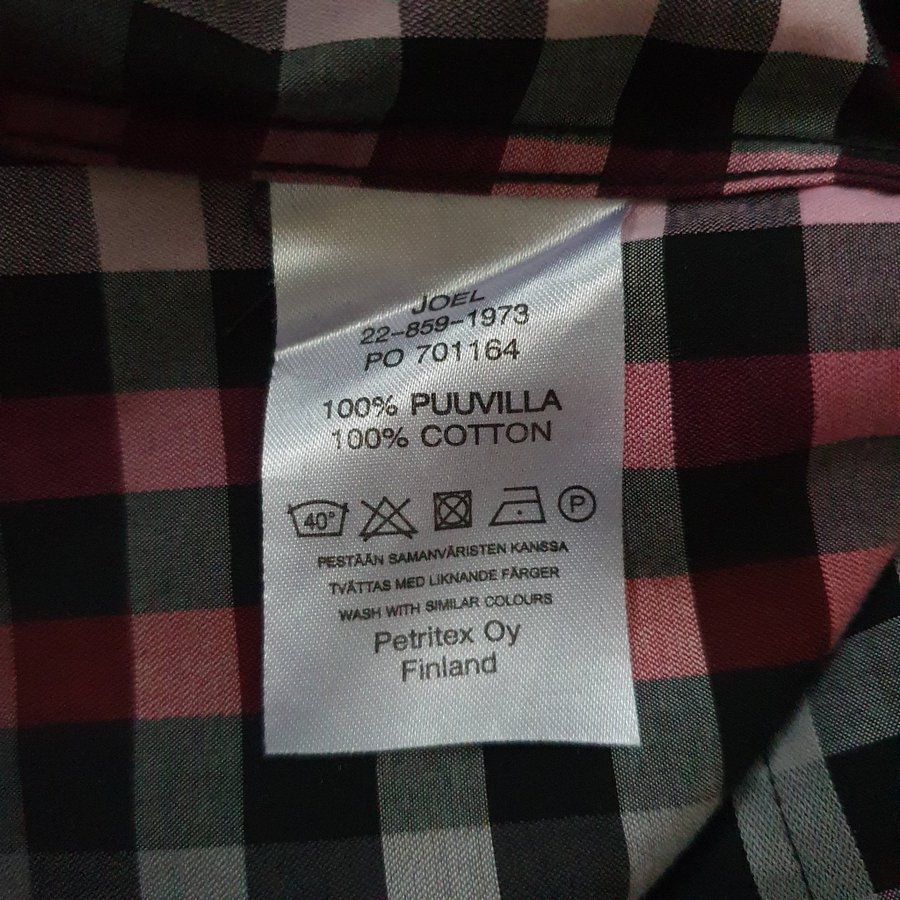 JOEL
22-859-1973
PO 701164
100% PUUVILLA
100% COTTON
40° P
PESTÄÄN SAMANVÄRISTEN KANSSA
TVÄTTAS MED LIKNANDE FÄRGER
WASH WITH SIMILAR COLOURS
Petritex Oy
Finland